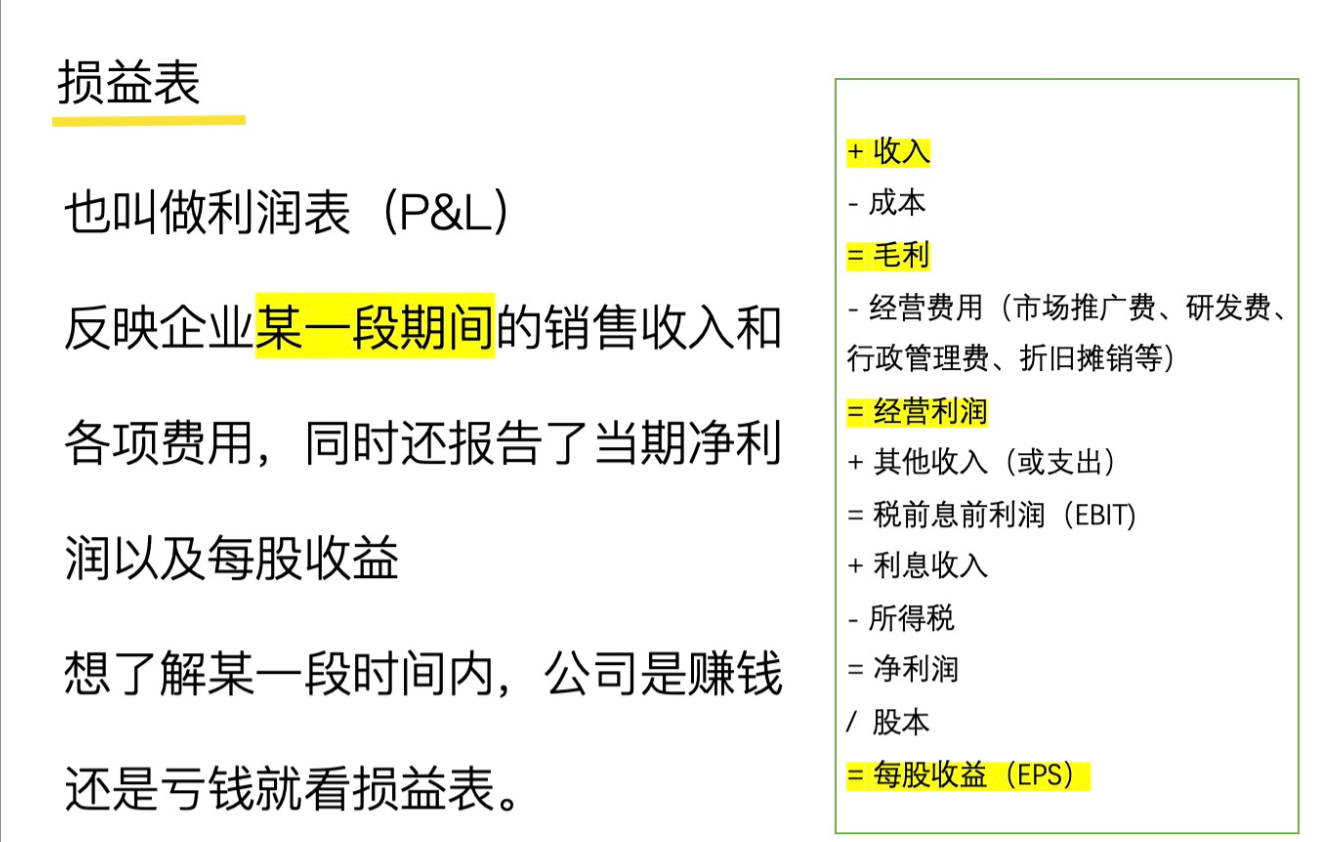 损益表
也叫做利润表（P&L）
反映企业某一段期间的销售收入和
各项费用，同时还报告了当期净利
润以及每股收益
想了解某一段时间内，公司是赚钱
还是亏钱就看损益表。
+ 收入
- 成本
= 毛利
- 经营费用（市场推广费、研发费、
行政管理费、折旧摊销等）
= 经营利润
+ 其他收入（或支出）
= 税前息前利润（EBIT)
+ 利息收入
- 所得税
= 净利润
/ 股本
= 每股收益（EPS）